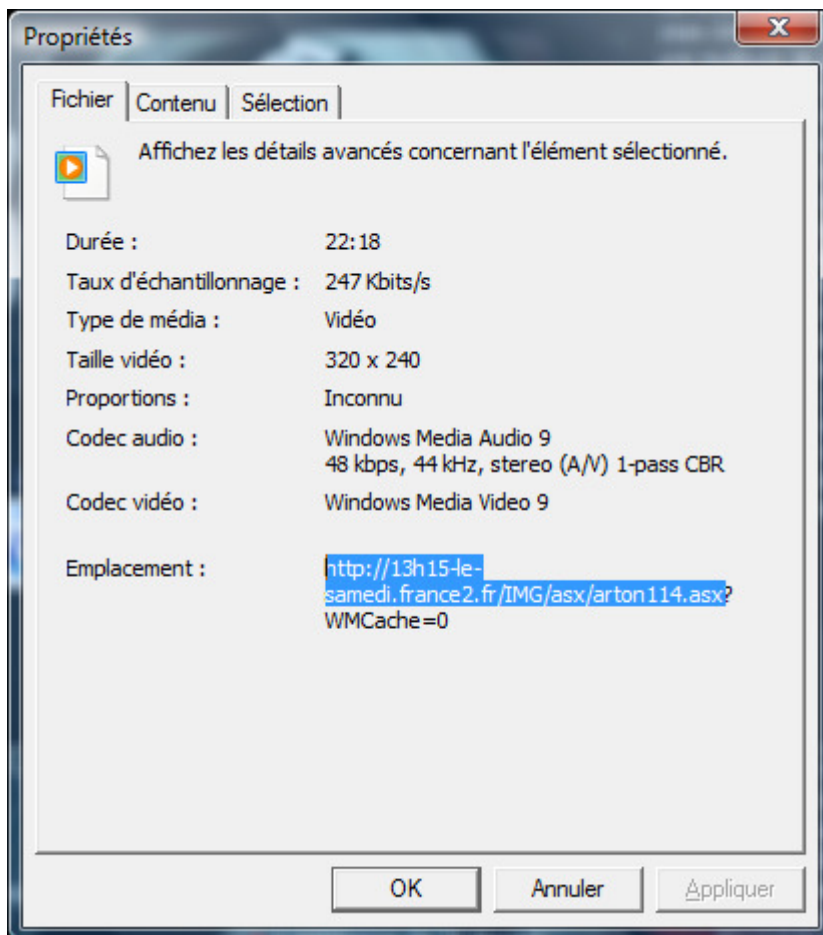 Propriétés
Fichier Contenu Sélection
Affichez les détails avancés concernant l'élément sélectionné.
Durée : 22:18
Taux d'échantillonnage : 247 Kbits/s
Type de média : Vidéo
Taille vidéo : 320 x 240
Proportions : Inconnu
Codec audio : Windows Media Audio 9
48 kbps, 44 kHz, stereo (A/V) 1-pass CBR
Codec vidéo : Windows Media Video 9
Emplacement : http://13h15-le-
samedi.france2.fr/IMG/asx/arton114.asx?
WMCache=0
OK Annuler Appliquer